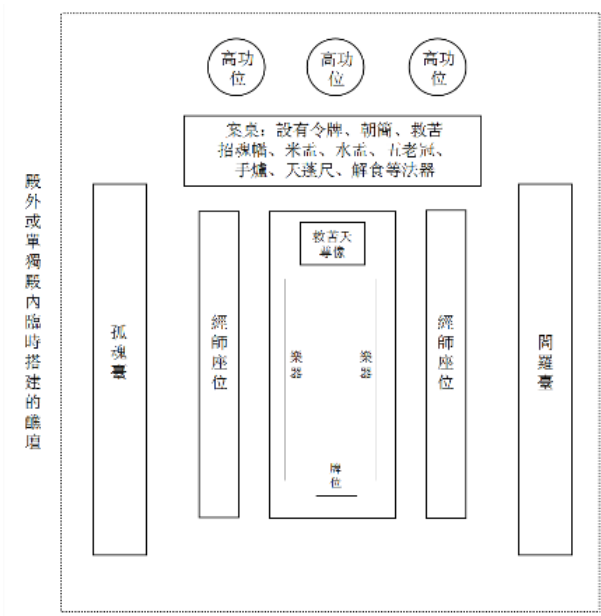 高功
位
高功
位
高功
位
案桌：設有令牌、朝簡、救苦
招魂幡、米盂、水盂、五老冠、
手爐、天蓬尺、解食等法器
殿外或單獨殿內臨時搭建的醮壇
孤魂臺
經師座位
救苦天
尊像
樂器
樂器
牌位
經師座位
閻羅臺